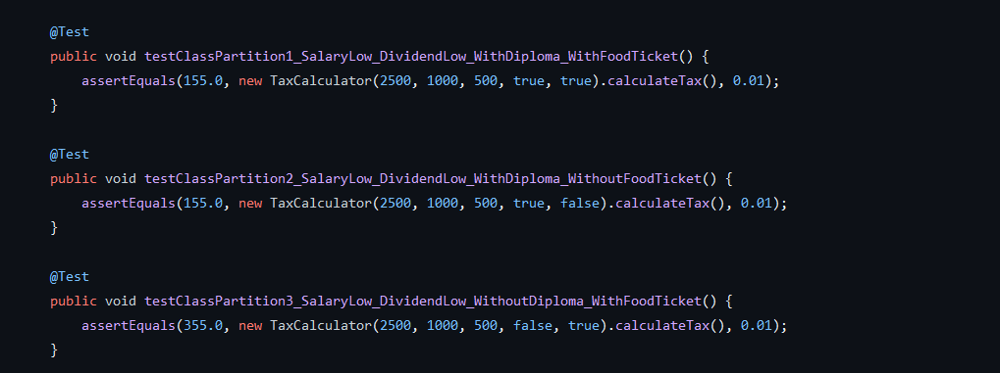 @Test
public void testClassPartition1_SalaryLow_DividendLow_WithDiploma_WithFoodTicket() {
    assertEquals(155.0, new TaxCalculator(2500, 1000, 500, true, true).calculateTax(), 0.01);
}
@Test
public void testClassPartition2_SalaryLow_DividendLow_WithDiploma_WithoutFoodTicket() {
    assertEquals(155.0, new TaxCalculator(2500, 1000, 500, true, false).calculateTax(), 0.01);
}
@Test
public void testClassPartition3_SalaryLow_DividendLow_WithoutDiploma_WithFoodTicket() {
    assertEquals(355.0, new TaxCalculator(2500, 1000, 500, false, true).calculateTax(), 0.01);
}